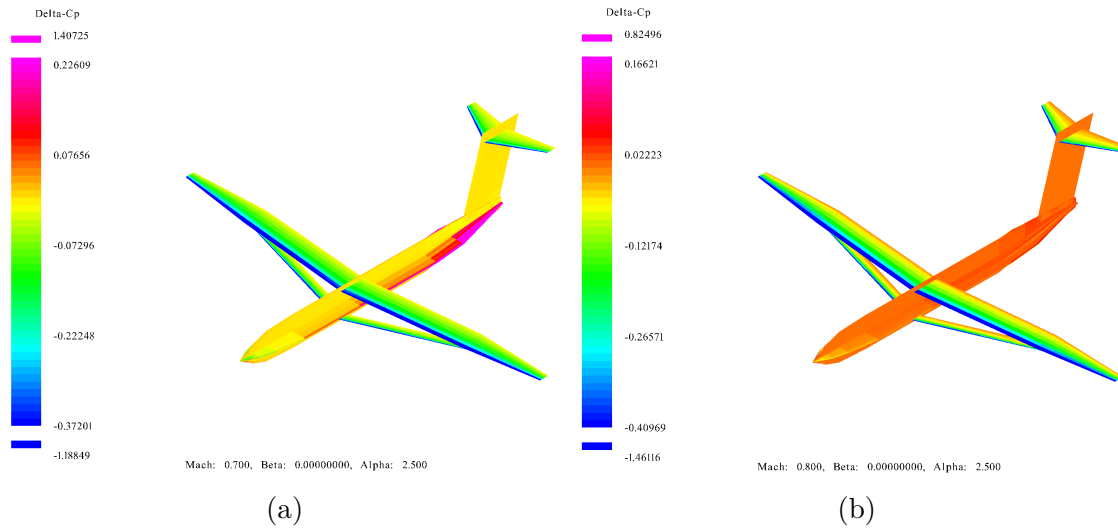 Delta-Cp
1.40725
0.22609
0.07656
-0.07296
-0.22248
-0.37201
-1.18849
Mach: 0.700, Beta: 0.00000000, Alpha: 2.500
(a)
Delta-Cp
0.82496
0.16621
0.02223
-0.12174
-0.26571
-0.40969
-1.46116
Mach: 0.800, Beta: 0.00000000, Alpha: 2.500
(b)